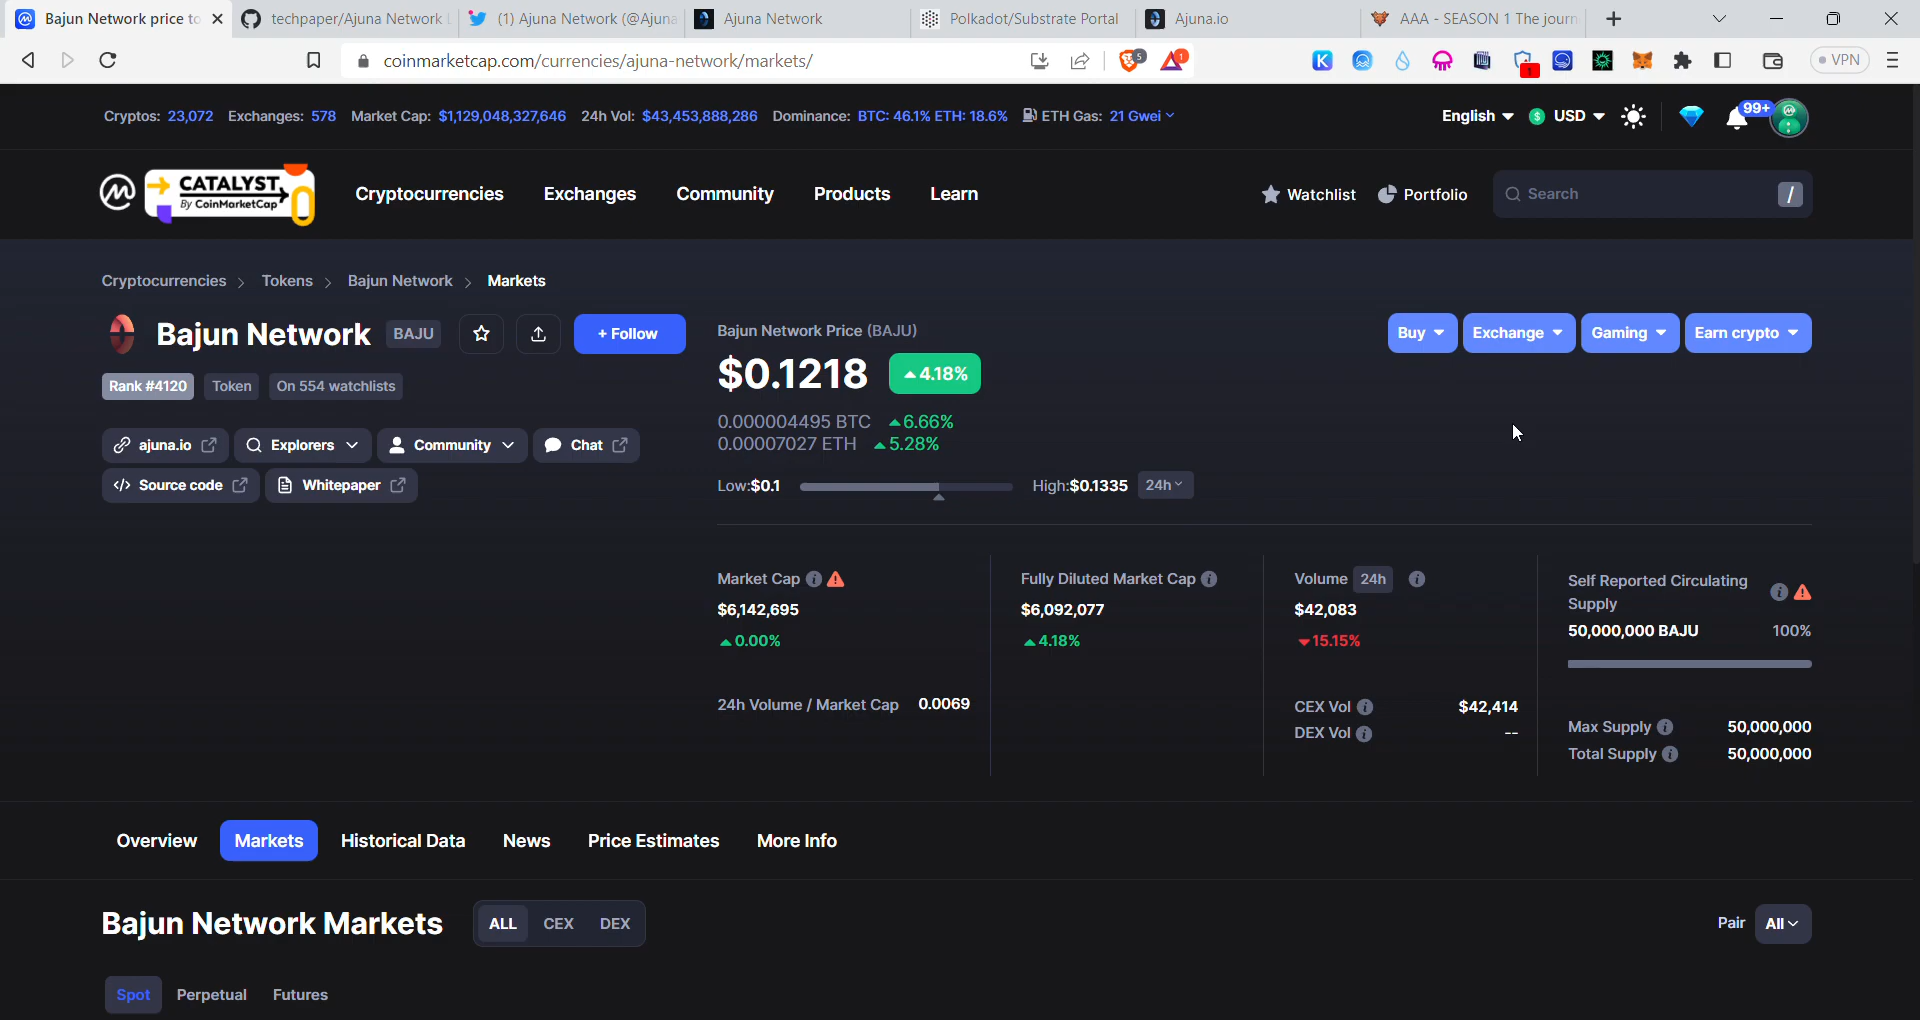 Bajun Network price to
techpaper/Ajuna Network L
(1) Ajuna Network (@Ajuna
Ajuna Network
Polkadot/Substrate Portal
Ajuna.io
AAA - SEASON 1 The journ
coinmarketcap.com/currencies/ajuna-network/markets/
5
1
K
1
VPN
Cryptos: 23,072 Exchanges: 578 Market Cap: $1,129,048,327,646 24h Vol: $43,453,888,286 Dominance: BTC: 46.1% ETH: 18.6% ETH Gas: 21 Gwei
English
USD
99+
CATALYST
By CoinMarketCap
Cryptocurrencies Exchanges Community Products Learn
Watchlist Portfolio Search /
Cryptocurrencies > Tokens > Bajun Network > Markets
Bajun Network BAJU
+ Follow
Rank #4120 Token On 554 watchlists
ajuna.io Explorers Community Chat
Source code Whitepaper
Bajun Network Price (BAJU)
$0.1218 4.18%
0.000004495 BTC 6.66%
0.00007027 ETH 5.28%
Low:$0.1 High:$0.1335 24h
Buy Exchange Gaming Earn crypto
Market Cap
$6,142,695
0.00%
24h Volume / Market Cap 0.0069
Fully Diluted Market Cap
$6,092,077
4.18%
Volume 24h
$42,083
15.15%
CEX Vol $42,414
DEX Vol --
Self Reported Circulating
Supply
50,000,000 BAJU 100%
Max Supply 50,000,000
Total Supply 50,000,000
Overview Markets Historical Data News Price Estimates More Info
Bajun Network Markets ALL CEX DEX
Pair All
Spot Perpetual Futures